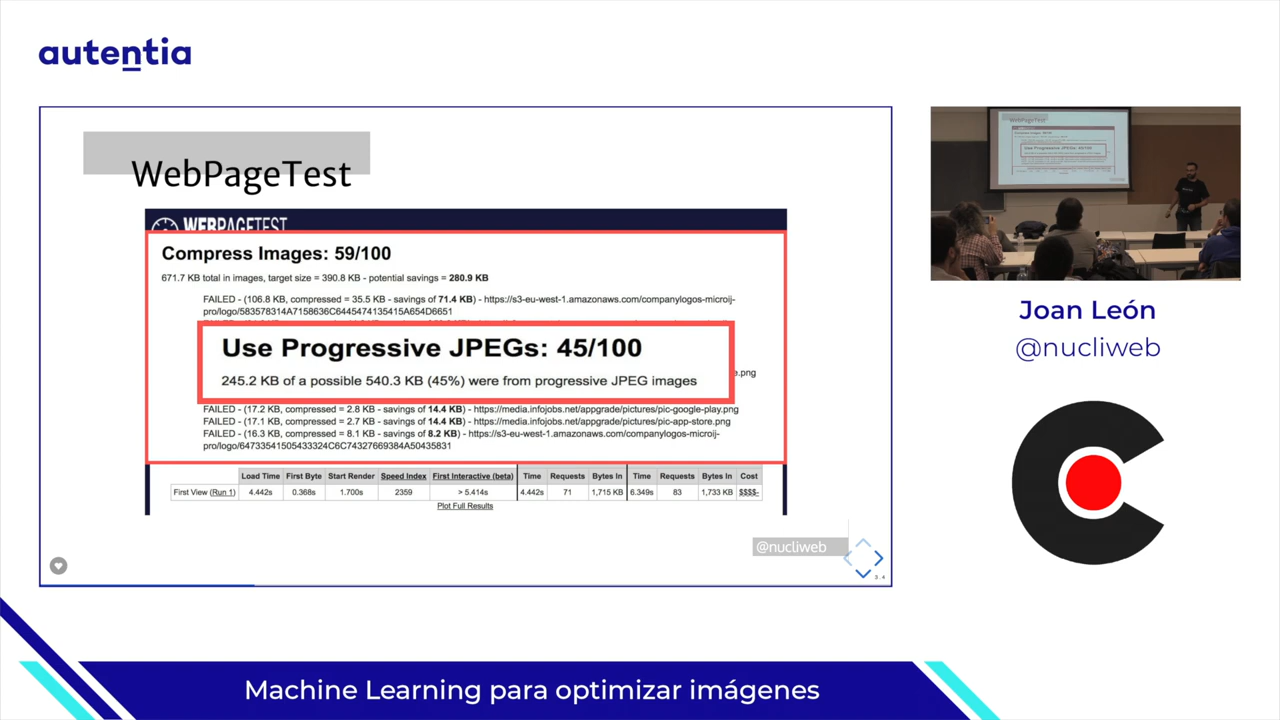 autentia
WebPageTest
WEBPAGETEST
Compress Images: 59/100
671.7 KB total in images, target size = 390.8 KB - potential savings = 280.9 KB
FAILED - (106.8 KB, compressed = 35.5 KB - savings of 71.4 KB) - https://s3-eu-west-1.amazonaws.com/companylogos-microij-
pro/logo/583578314A7158636C6445474135415A654D6651
Use Progressive JPEGs: 45/100
e.png
245.2 KB of a possible 540.3 KB (45%) were from progressive JPEG images
FAILED - (17.2 KB, compressed = 2.8 KB - savings of 14.4 KB) - https://media.infojobs.net/appgrade/pictures/pic-google-play.png
FAILED - (17.1 KB, compressed = 2.7 KB - savings of 14.4 KB) - https://media.infojobs.net/appgrade/pictures/pic-app-store.png
FAILED - (16.3 KB, compressed = 8.1 KB - savings of 8.2 KB) - https://s3-eu-west-1.amazonaws.com/companylogos-microij-
pro/logo/64733541505433324C6C74327669384A50435831
Load Time First Byte Start Render Speed Index First Interactive (beta) Time Requests Bytes In Time Requests Bytes In Cost
First View (Run 1) 4.442s 0.368s 1.700s 2359 > 5.414s 4.442s 71 1,715 KB 6.349s 83 1,733 KB $$$$-
Plot Full Results
@nucliweb
3.4
WebPageTest
Use Progressive JPEGs: 45/100
Joan León
@nucliweb
Machine Learning para optimizar imágenes